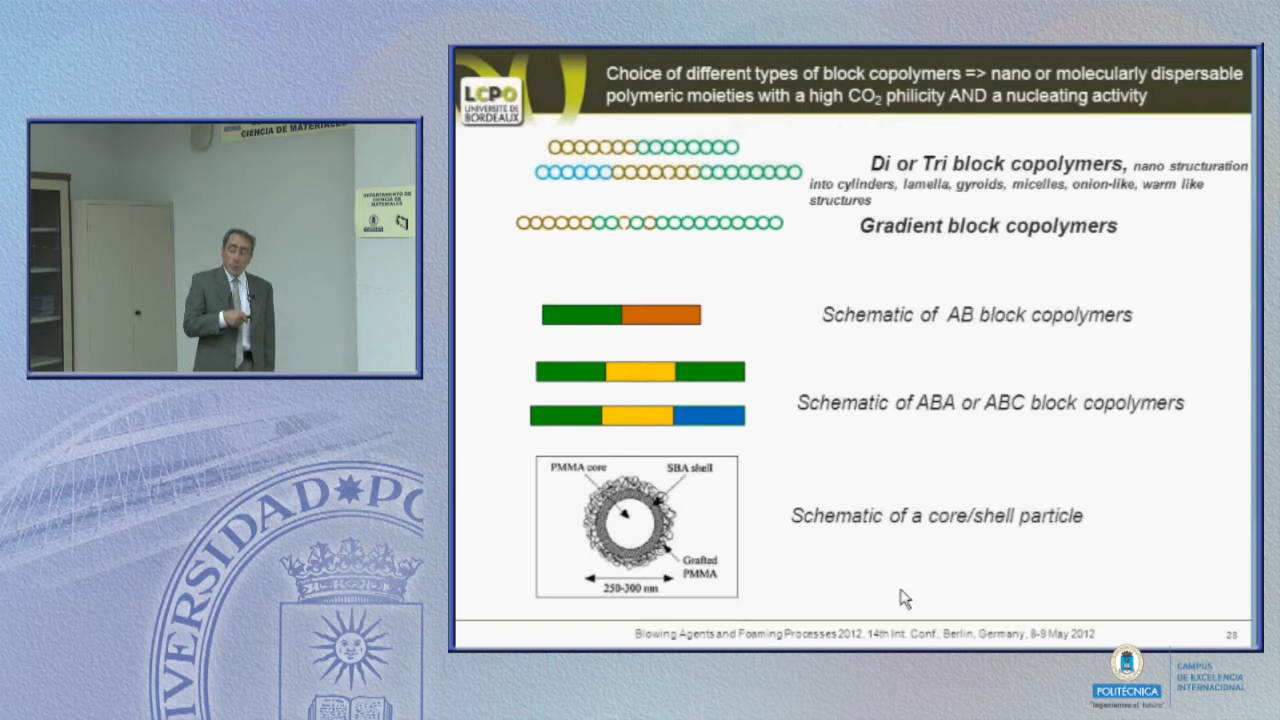 CIENCIA DE MATERIALES
DEPARTAMENTO DE
CIENCIA DE
MATERIALES
LCPO
UNIVERSITÉ DE
BORDEAUX
Choice of different types of block copolymers => nano or molecularly dispersable
polymeric moieties with a high CO₂ philicity AND a nucleating activity
Di or Tri block copolymers, nano structuration
into cylinders, lamella, gyroids, micelles, onion-like, warm like
structures
Gradient block copolymers
Schematic of AB block copolymers
Schematic of ABA or ABC block copolymers
PMMA core
SBA shell
Grafted
PMMA
250-300 nm
Schematic of a core/shell particle
Blowing Agents and Foaming Processes 2012, 14th Int. Conf., Berlin, Germany, 8-9 May 2012
28
UNIVERSIDAD PO
POLITÉCNICA
"Ingeniamos el futuro"
CAMPUS
DE EXCELENCIA
INTERNACIONAL